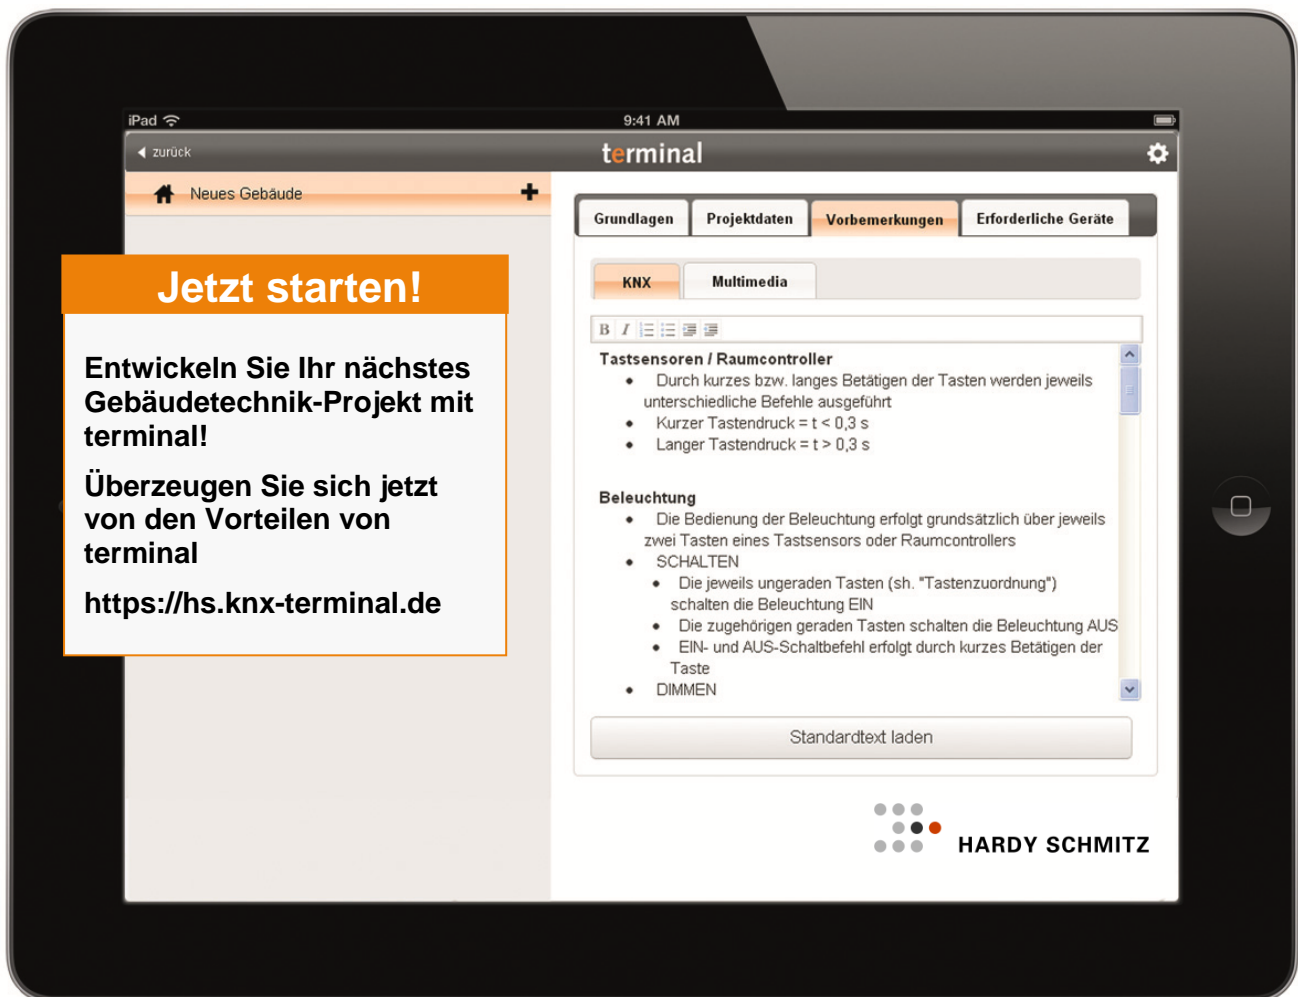 iPad
9:41 AM
zurück
terminal
Neues Gebäude
Grundlagen
Projektdaten
Vorbemerkungen
Erforderliche Geräte
Jetzt starten!
Entwickeln Sie Ihr nächstes
Gebäudetechnik-Projekt mit
terminal!
Überzeugen Sie sich jetzt
von den Vorteilen von
terminal
https://hs.knx-terminal.de
KNX
Multimedia
B I
Tastsensoren / Raumcontroller
• Durch kurzes bzw. langes Betätigen der Tasten werden jeweils
unterschiedliche Befehle ausgeführt
• Kurzer Tastendruck = t < 0,3 s
• Langer Tastendruck = t > 0,3 s
Beleuchtung
• Die Bedienung der Beleuchtung erfolgt grundsätzlich über jeweils
zwei Tasten eines Tastsensors oder Raumcontrollers
• SCHALTEN
• Die jeweils ungeraden Tasten (sh. "Tastenzuordnung")
schalten die Beleuchtung EIN
• Die zugehörigen geraden Tasten schalten die Beleuchtung AUS
• EIN- und AUS-Schaltbefehl erfolgt durch kurzes Betätigen der
Taste
• DIMMEN
Standardtext laden
HARDY SCHMITZ